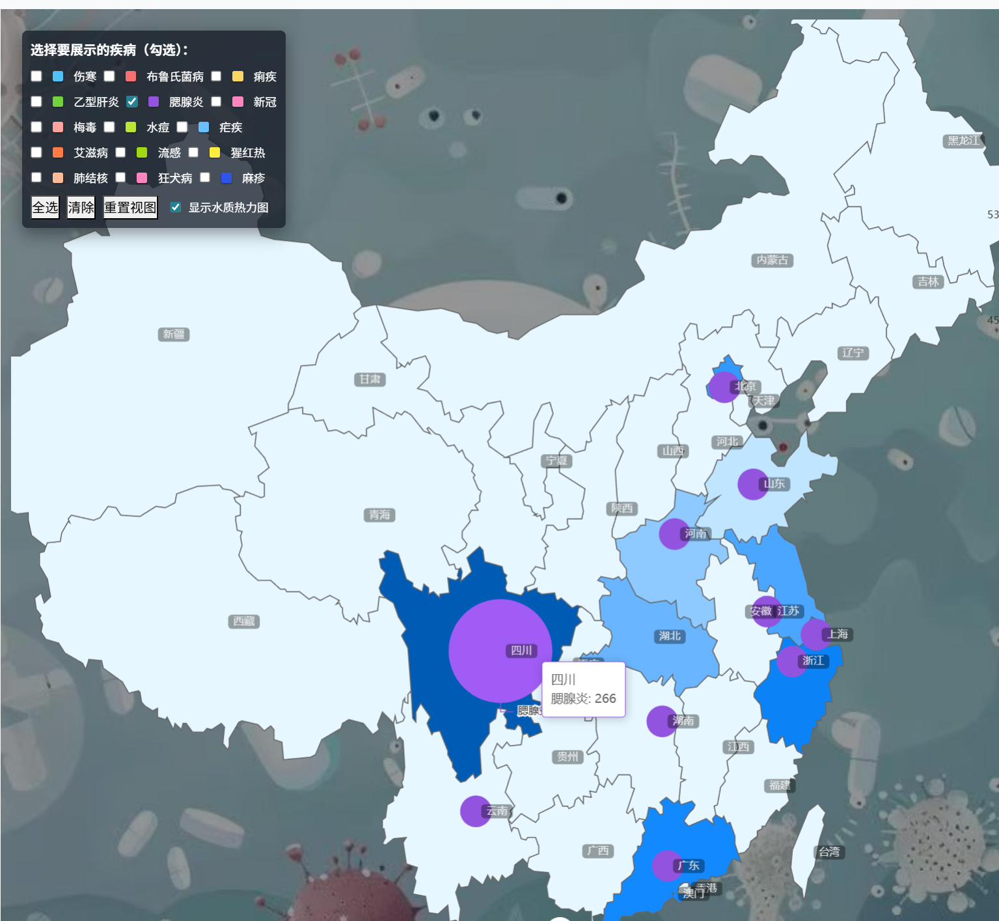 选择要展示的疾病（勾选）：
伤寒 布鲁氏菌病 痢疾
乙型肝炎 腮腺炎 新冠
梅毒 水痘 疟疾
艾滋病 流感 猩红热
肺结核 狂犬病 麻疹
全选 清除 重置视图 显示水质热力图
黑龙江
53
内蒙古
吉林
45
新疆
辽宁
甘肃
北京
天津
河北
山西
宁夏
山东
陕西
青海
河南
安徽 江苏
西藏
湖北
上海
四川
浙江
四川
腮腺炎: 266
腮腺
湖南
江西
贵州
福建
云南
广西
台湾
广东
香港
澳门